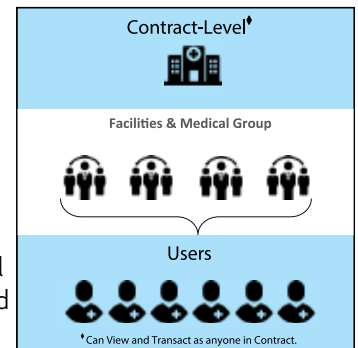 Contract-Level♦
Facilities & Medical Group
Users
l
d
♦Can View and Transact as anyone in Contract.